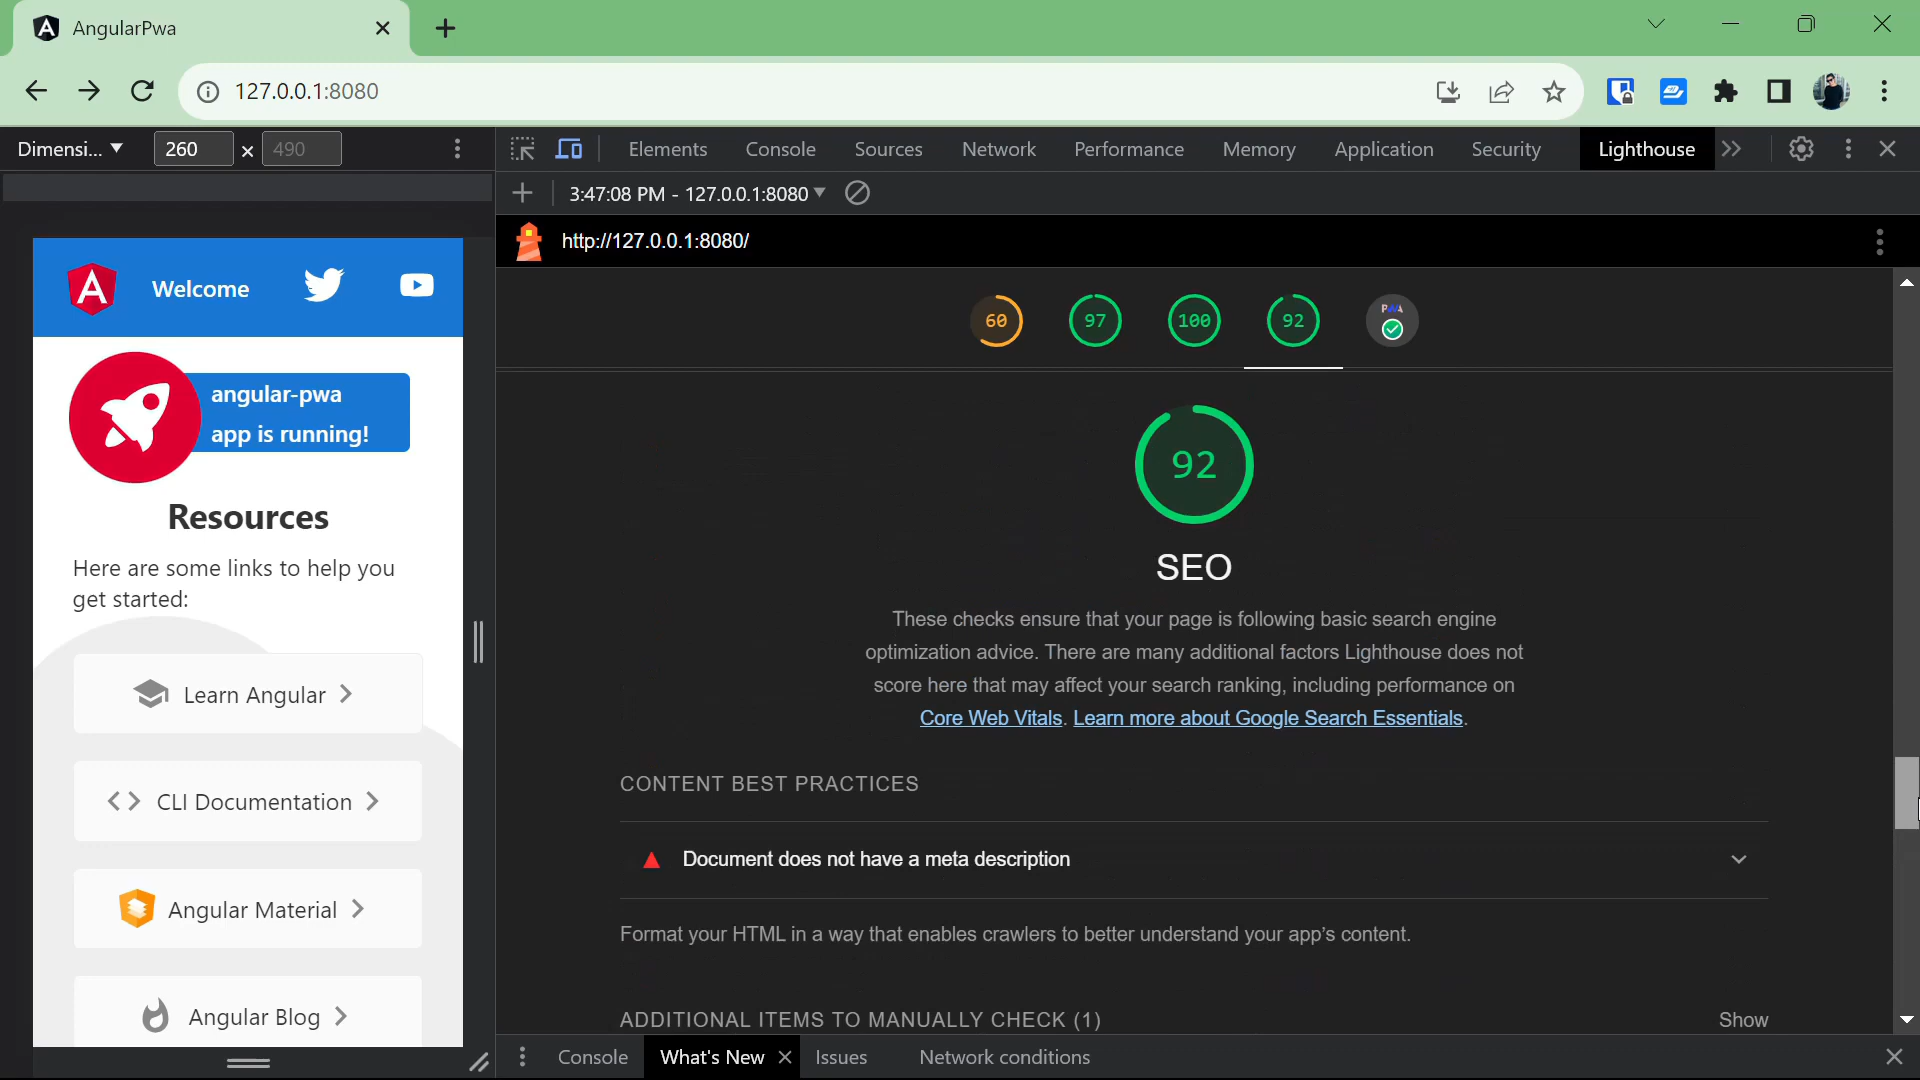 AngularPwa
127.0.0.1:8080
Dimensi...
260 × 490
Elements
Console
Sources
Network
Performance
Memory
Application
Security
Lighthouse
3:47:08 PM - 127.0.0.1:8080
http://127.0.0.1:8080/
Welcome
angular-pwa
app is running!
Resources
Here are some links to help you
get started:
Learn Angular
CLI Documentation
Angular Material
Angular Blog
60
97
100
92
PWA
92
SEO
These checks ensure that your page is following basic search engine
optimization advice. There are many additional factors Lighthouse does not
score here that may affect your search ranking, including performance on
Core Web Vitals. Learn more about Google Search Essentials.
CONTENT BEST PRACTICES
Document does not have a meta description
Format your HTML in a way that enables crawlers to better understand your app’s content.
ADDITIONAL ITEMS TO MANUALLY CHECK (1)
Show
Console
What's New
Issues
Network conditions